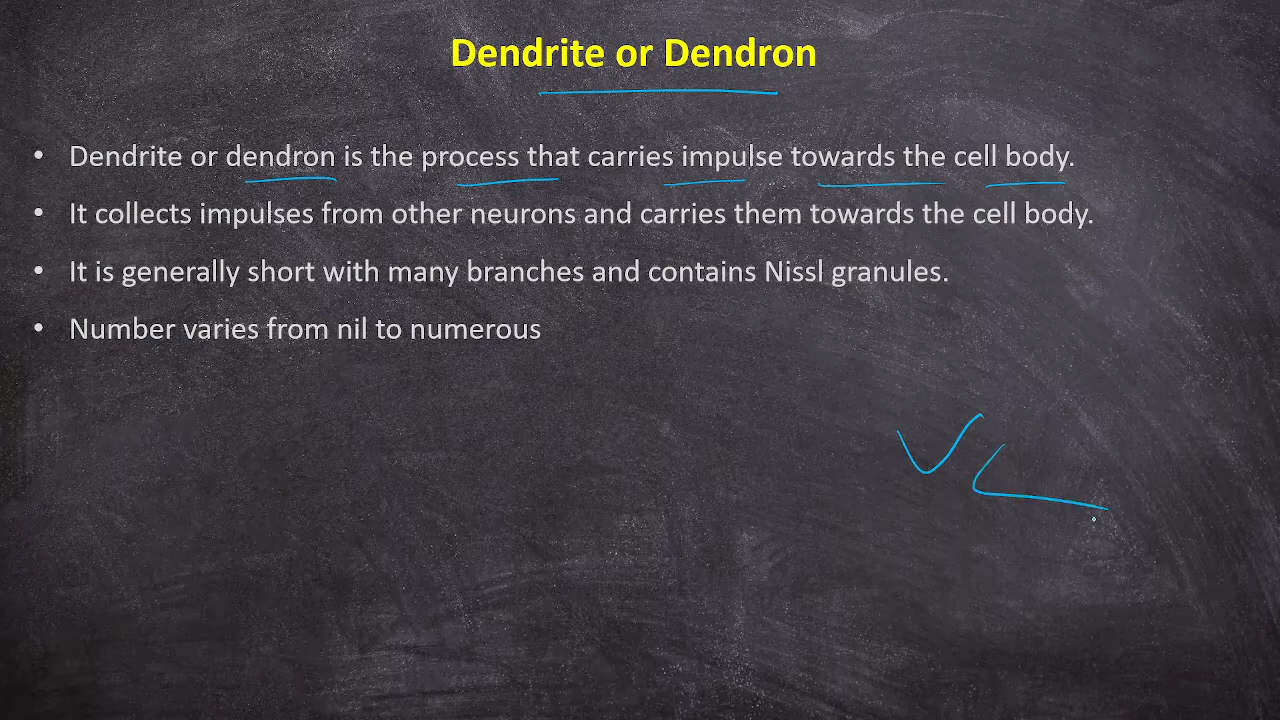 Dendrite or Dendron
• Dendrite or dendron is the process that carries impulse towards the cell body.
• It collects impulses from other neurons and carries them towards the cell body.
• It is generally short with many branches and contains Nissl granules.
• Number varies from nil to numerous